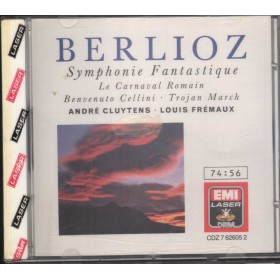 BERLIOZ
Symphonie Fantastique
Le Carnaval Romain
Benvenuto Cellini · Trojan March
ANDRÉ CLUYTENS · LOUIS FRÉMAUX
74:56
EMI
LASER
CDZ 7 62605 2
LASER
LASER
LASER
LASER
LASER